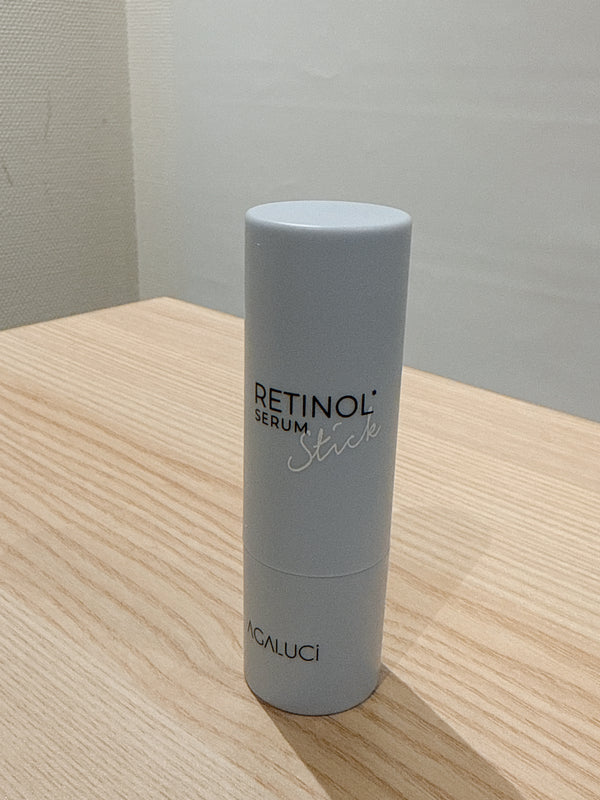 RETINOL*
SERUM
Stick
AGALUCi